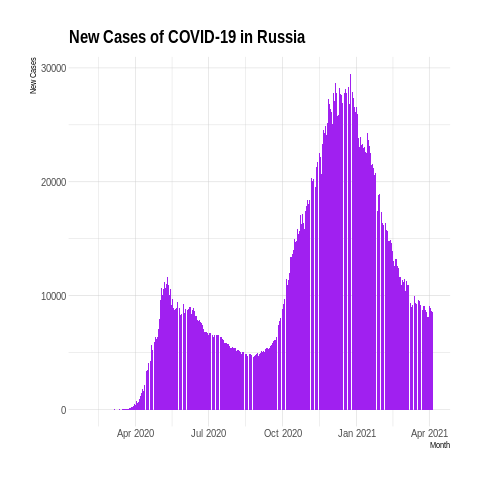 New Cases of COVID-19 in Russia
New Cases
30000
20000
10000
0
Apr 2020 Jul 2020 Oct 2020 Jan 2021 Apr 2021
Month